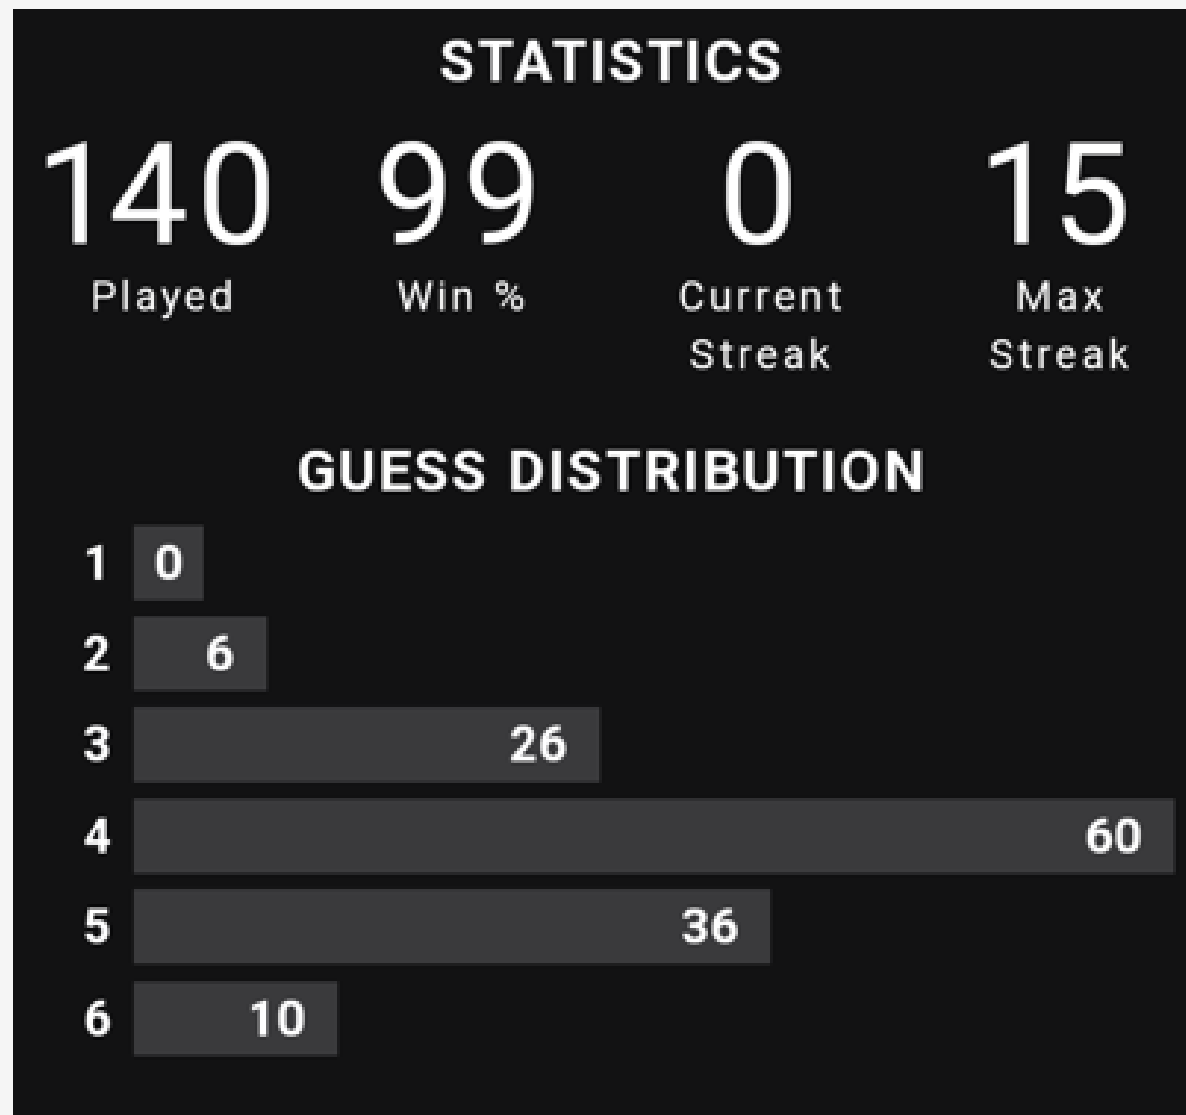 STATISTICS
140 99 0 15
Played Win % Current Streak Max Streak
GUESS DISTRIBUTION
1 0
2 6
3 26
4 60
5 36
6 10